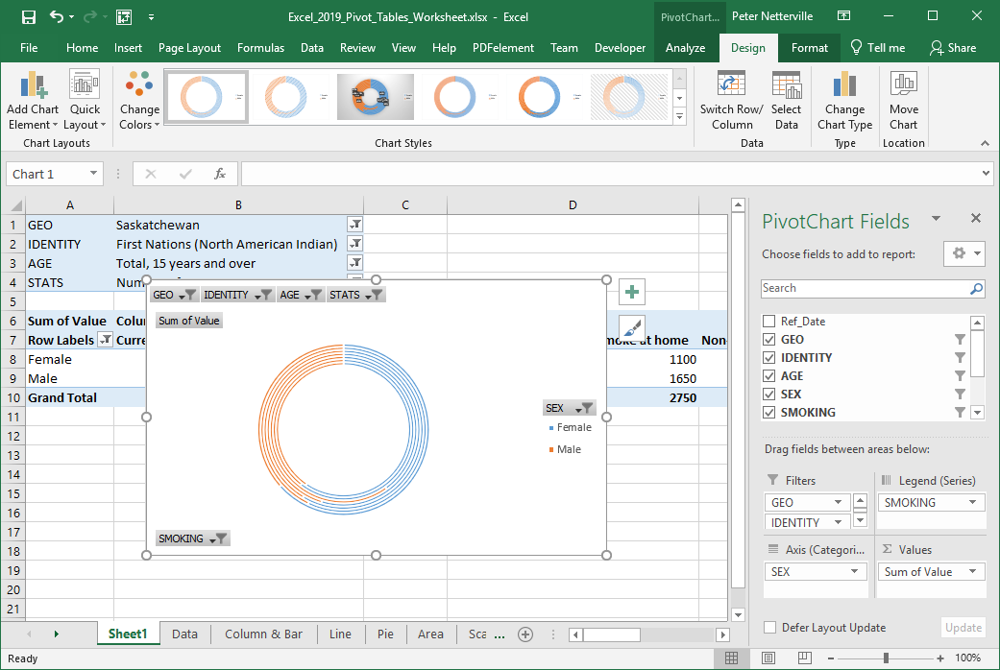 Excel_2019_Pivot_Tables_Worksheet.xlsx - Excel
PivotChart...
Peter Netterville
File Home Insert Page Layout Formulas Data Review View Help PDFelement Team Developer Analyze Design Format Tell me Share
Add Chart Element
Quick Layout
Change Colors
Switch Row/ Column
Select Data
Change Chart Type
Move Chart
Chart Layouts
Chart Styles
Data
Type
Location
Chart 1
fx
A B C D
1 GEO Saskatchewan
2 IDENTITY First Nations (North American Indian)
3 AGE Total, 15 years and over
4 STATS
5
6 Sum of Value
7 Row Labels at home
8 Female 1100
9 Male 1650
10 Grand Total 2750
11
12
13
14
15
16
17
18
19
20
21
GEO IDENTITY AGE STATS
Sum of Value
SEX
Female
Male
SMOKING
PivotChart Fields
Choose fields to add to report:
Search
Ref_Date
GEO
IDENTITY
AGE
SEX
SMOKING
Drag fields between areas below:
Filters
GEO
IDENTITY
Legend (Series)
SMOKING
Axis (Categori...
SEX
Σ Values
Sum of Value
Defer Layout Update
Update
Sheet1 Data Column & Bar Line Pie Area Sca ...
Ready
100%